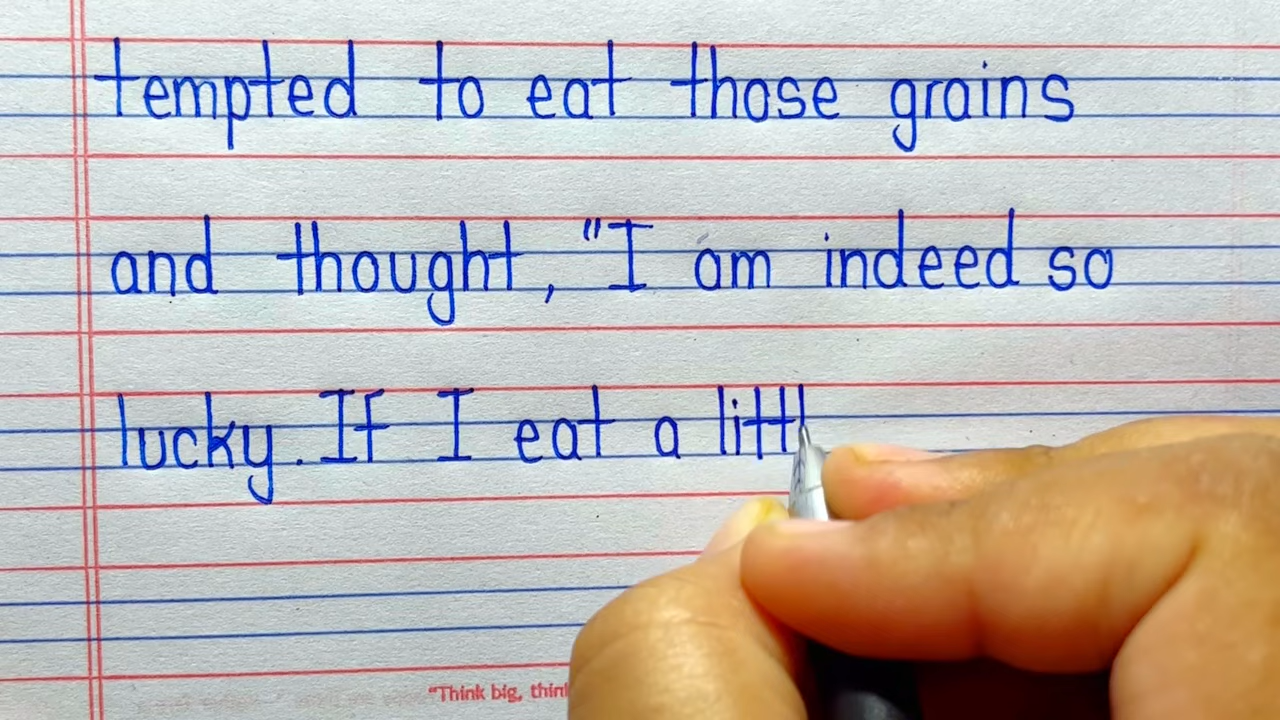 tempted to eat those grains
and thought, "I am indeed so
lucky. If I eat a littl
"Think big, think